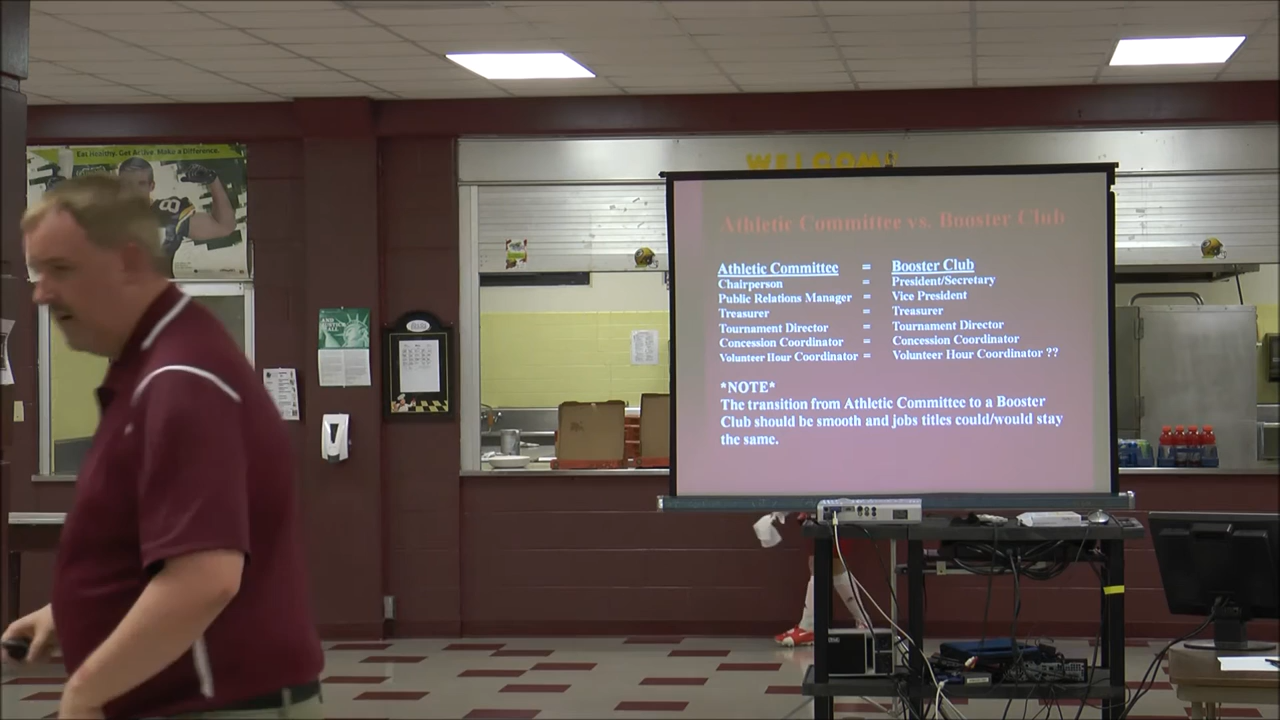 Eat Healthy. Get Active. Make a Difference.
WELCOME
Athletic Committee vs. Booster Club
Athletic Committee = Booster Club
Chairperson = President/Secretary
Public Relations Manager = Vice President
Treasurer = Treasurer
Tournament Director = Tournament Director
Concession Coordinator = Concession Coordinator
Volunteer Hour Coordinator = Volunteer Hour Coordinator ??
*NOTE*
The transition from Athletic Committee to a Booster
Club should be smooth and jobs titles could/would stay
the same.
AND JUSTICE